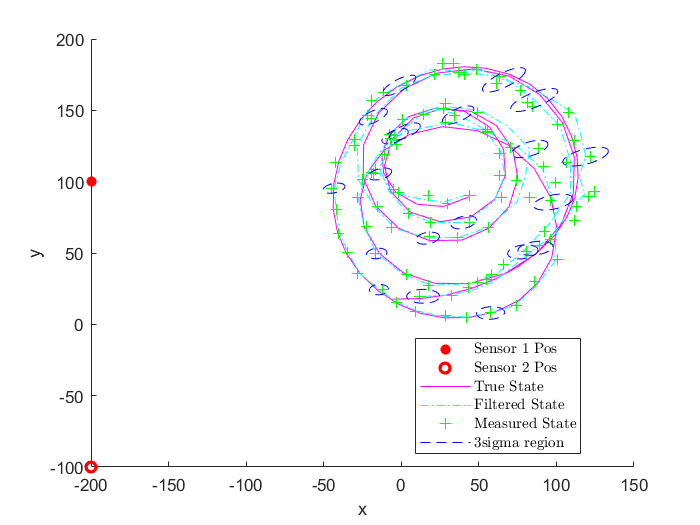 200
150
100
50
0
-50
-100
y
-200
-150
-100
-50
0
50
100
150
x
Sensor 1 Pos
Sensor 2 Pos
True State
Filtered State
Measured State
3sigma region